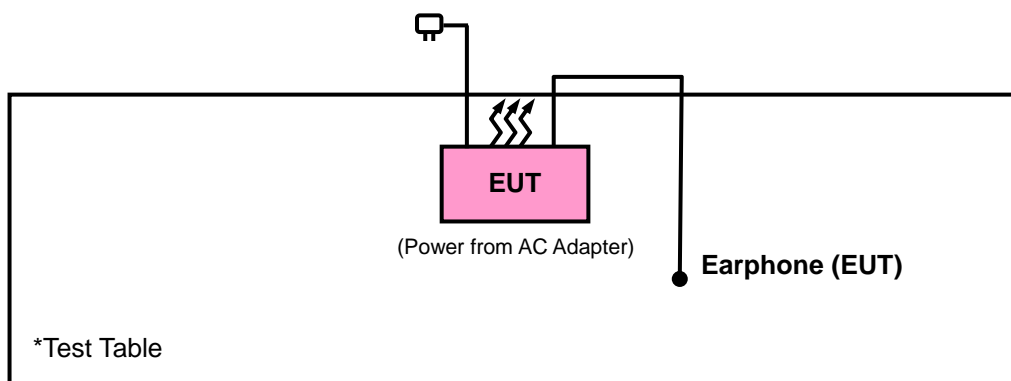 EUT
(Power from AC Adapter)
Earphone (EUT)
*Test Table